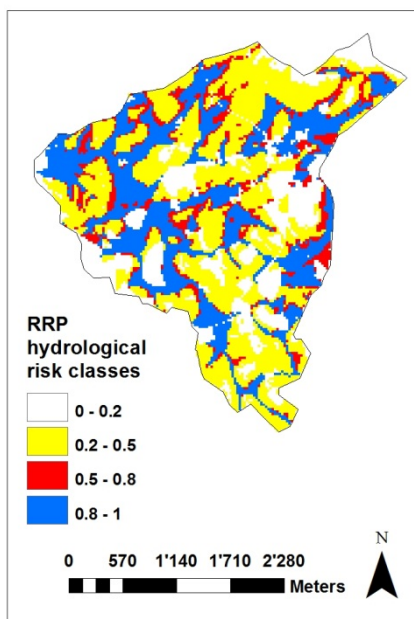 RRP
hydrological
risk classes
0 - 0.2
0.2 - 0.5
0.5 - 0.8
0.8 - 1
N
0 570 1'140 1'710 2'280
Meters